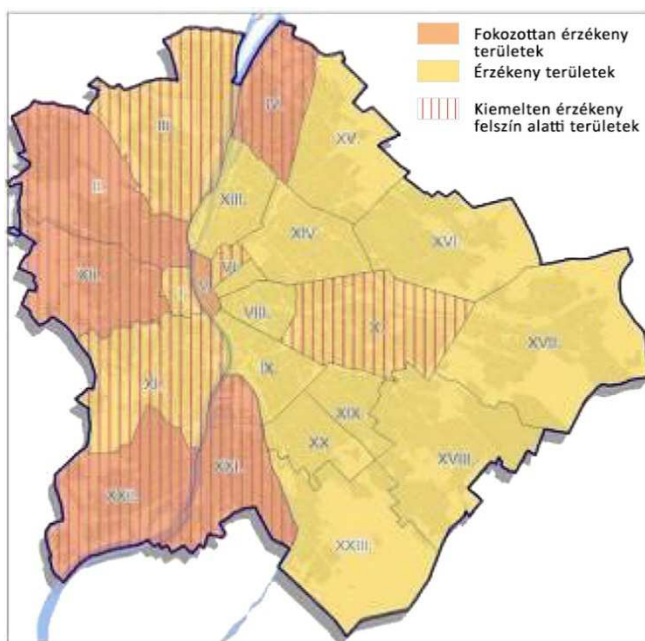 Fokozottan érzékeny
területek
Érzékeny területek
Kiemelten érzékeny
felszín alatti területek
IV.
III.
XV.
II.
XIII.
XIV.
XVI.
XII.
V.
VI.
I.
VIII.
X.
XVII.
XI.
IX.
XIX.
XX.
XVIII.
XXI.
XXII.
XXIII.